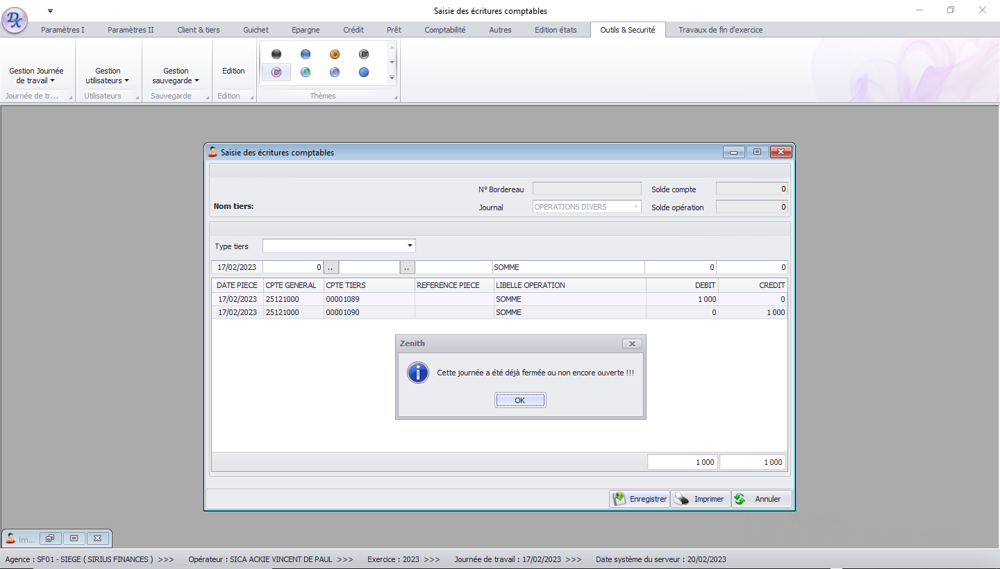 Saisie des écritures comptables
Paramètres I Paramètres II Client & tiers Guichet Epargne Crédit Prêt Comptabilité Autres Edition états Outils & Securité Travaux de fin d'exercice
Gestion Journée de travail
Gestion utilisateurs
Gestion sauvegarde
Edition
Journée de tr... Utilisateurs Sauvegarde Edition Thèmes
Saisie des écritures comptables
N° Bordereau Solde compte 0
Nom tiers: Journal OPERATIONS DIVERS Solde opération 0
Type tiers
17/02/2023 0 .. .. SOMME 0 0
DATE PIECE CPTE GENERAL CPTE TIERS REFERENCE PIECE LIBELLE OPERATION DEBIT CREDIT
17/02/2023 25121000 00001089 SOMME 1 000 0
17/02/2023 25121000 00001090 SOMME 0 1 000
Zenith
Cette journée a été déjà fermée ou non encore ouverte !!!
OK
1 000 1 000
Enregistrer Imprimer Annuler
Im...
Agence : SF01 - SIEGE ( SIRIUS FINANCES ) >>> Opérateur : SICA ACKIE VINCENT DE PAUL >>> Exercice : 2023 >>> Journée de travail : 17/02/2023 >>> Date système du serveur : 20/02/2023